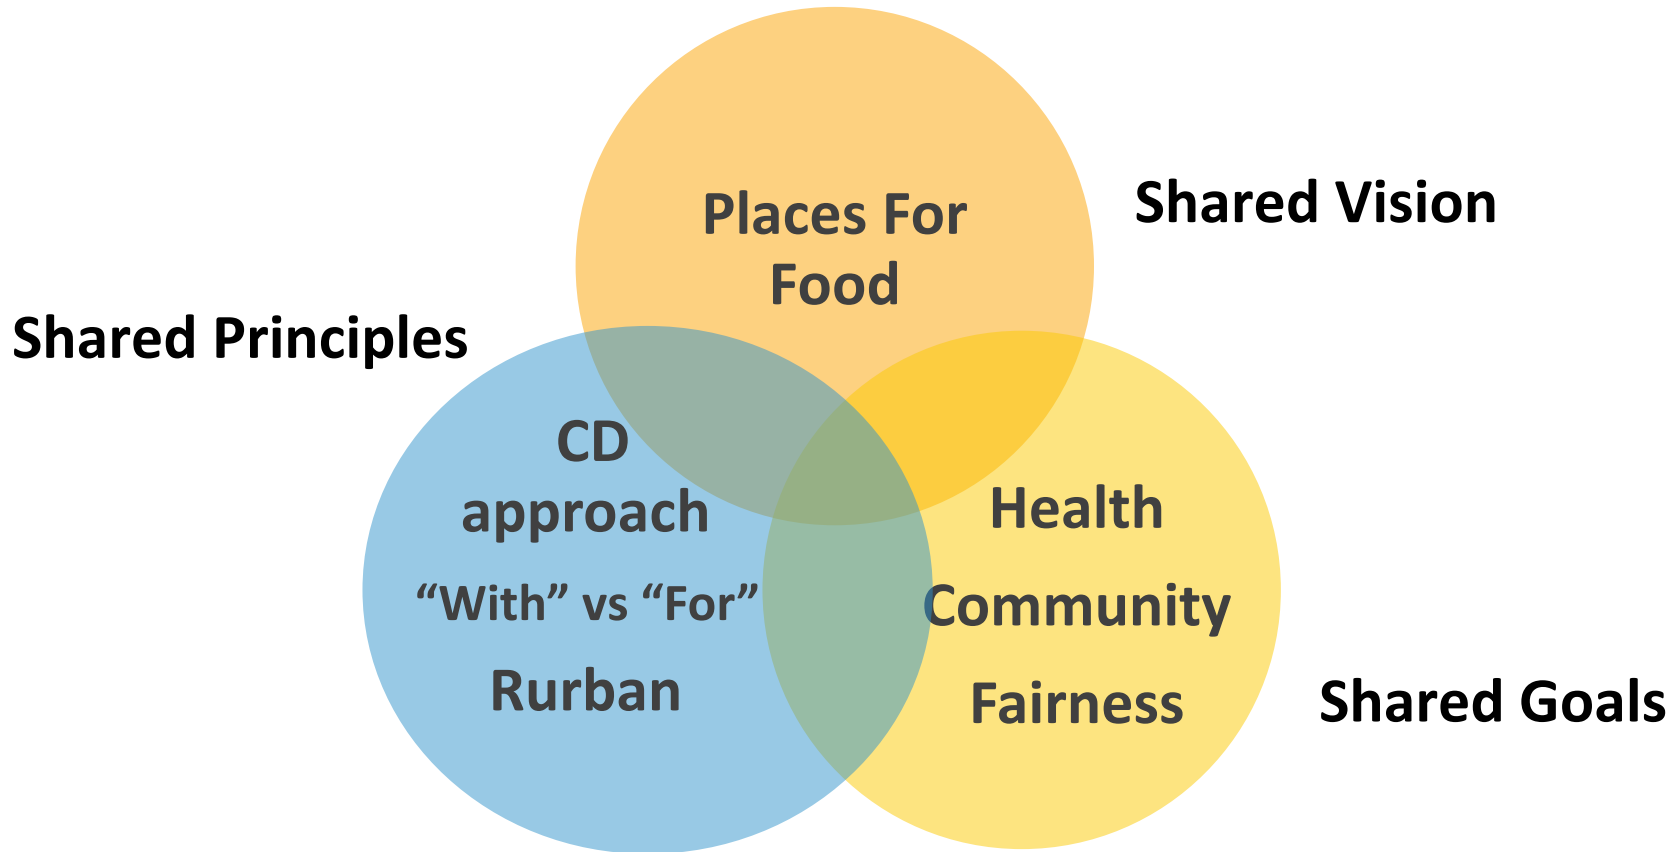 Places For
Food
Shared Vision
Shared Principles
CD
approach
“With” vs “For”
Rurban
Health
Community
Fairness
Shared Goals